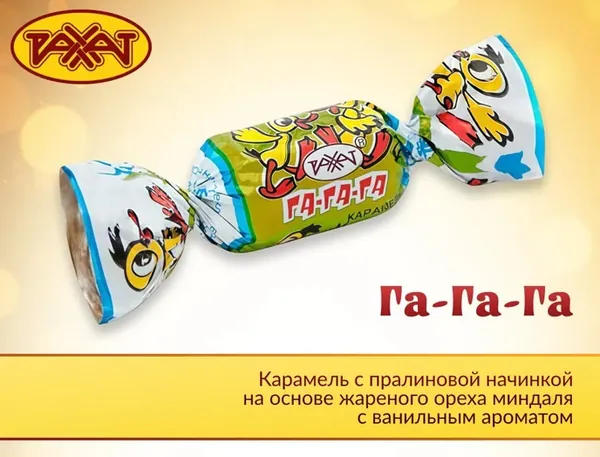 РАХАТ
РАХАТ ®
ГА-ГА-ГА
КАРАМЕ
Га-Га-Га
Карамель с пралиновой начинкой
на основе жареного ореха миндаля
с ванильным ароматом